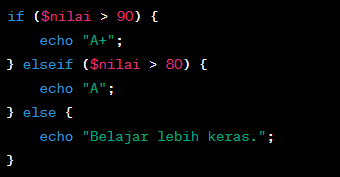 if ($nilai > 90) {
    echo "A+";
} elseif ($nilai > 80) {
    echo "A";
} else {
    echo "Belajar lebih keras.";
}